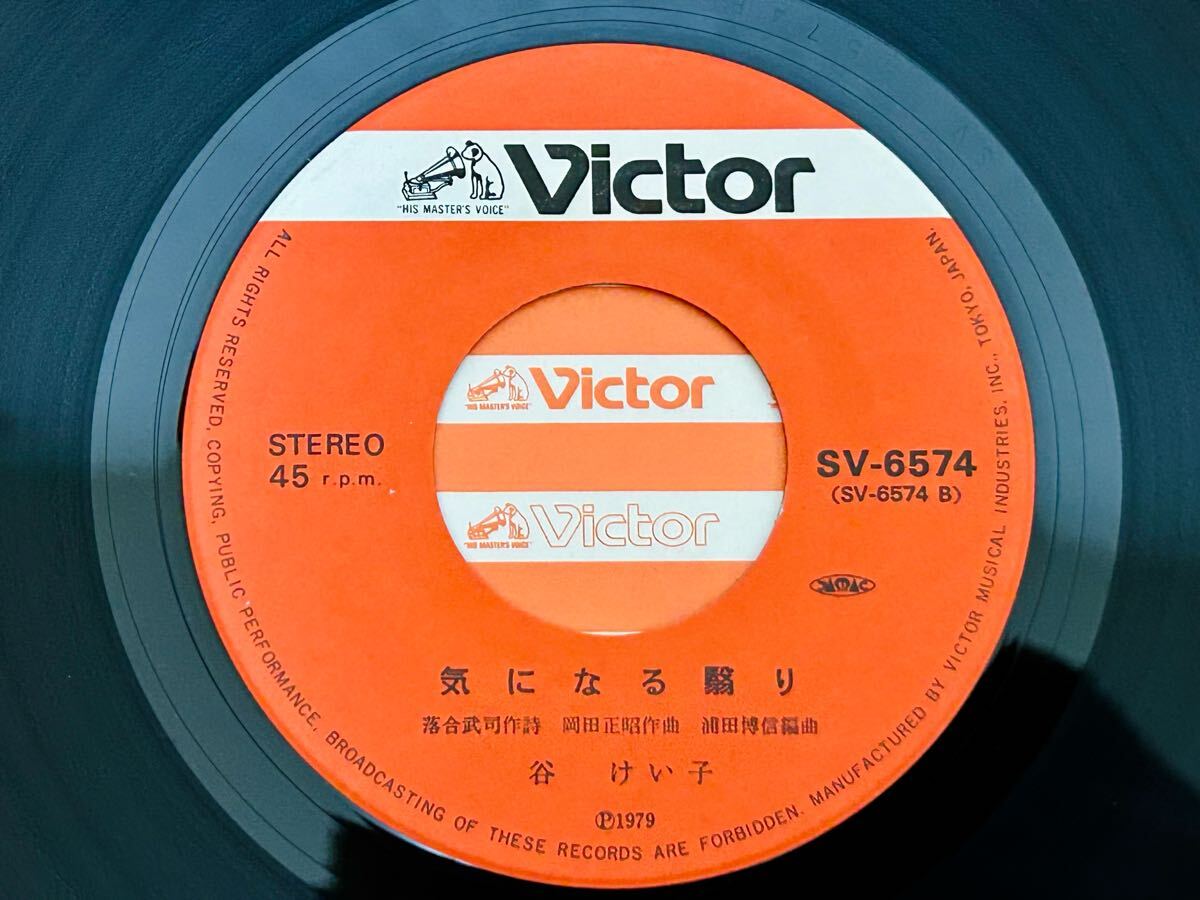 Victor
"HIS MASTER'S VOICE"
Victor
"HIS MASTER'S VOICE"
STEREO
45 r.p.m.
SV-6574
(SV-6574 B)
Victor
"HIS MASTER'S VOICE"
気になる翳り
落合武司作詩 岡田正昭作曲 浦田博信編曲
谷 けい子
Ⓟ1979
ALL RIGHTS RESERVED, COPYING, PUBLIC PERFORMANCE, BROADCASTING OF THESE RECORDS ARE FORBIDDEN. MANUFACTURED BY VICTOR MUSICAL INDUSTRIES, INC., TOKYO, JAPAN.